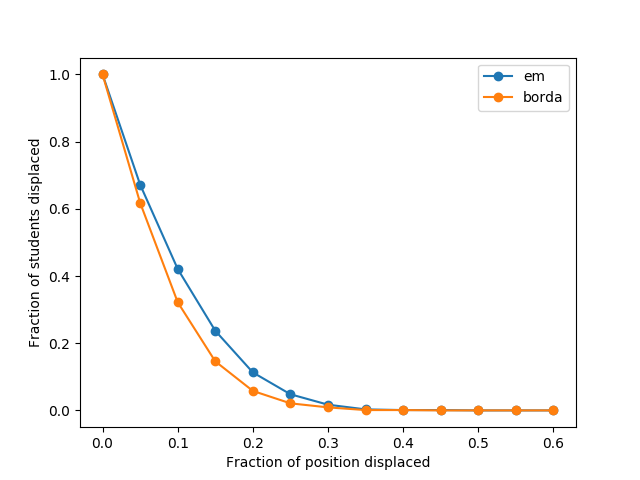 em
borda
1.0
0.8
0.6
0.4
0.2
0.0
Fraction of students displaced
0.0 0.1 0.2 0.3 0.4 0.5 0.6
Fraction of position displaced